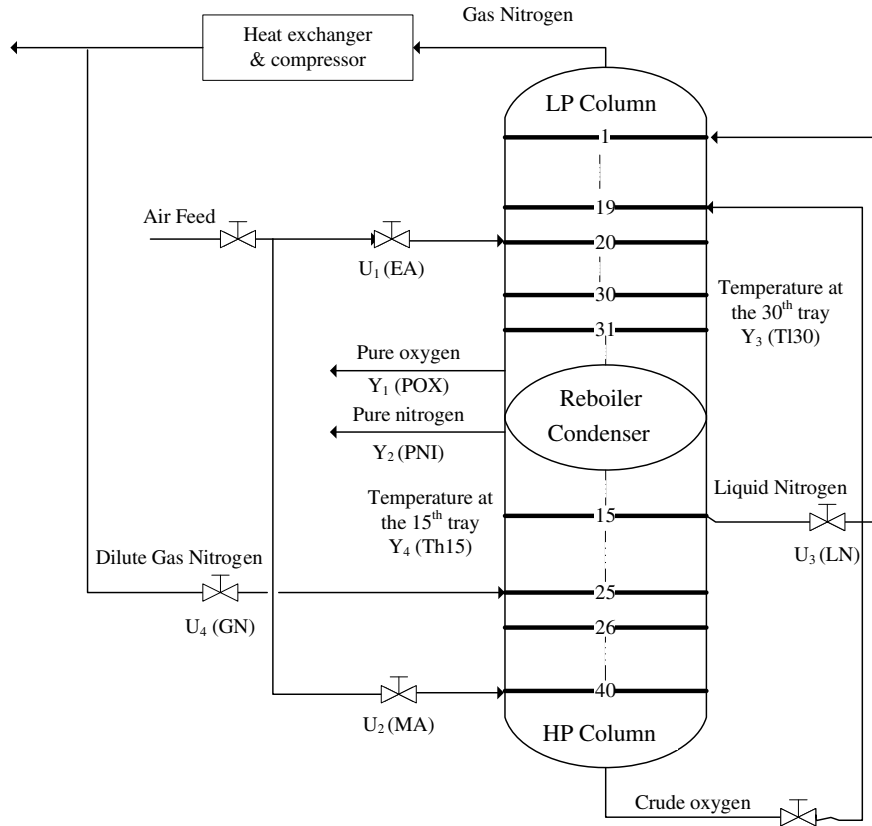 Gas Nitrogen
Heat exchanger
& compressor
LP Column
1
19
Air Feed
20
U₁ (EA)
30
Temperature at
the 30ᵗʰ tray
Y₃ (Tl30)
31
Pure oxygen
Y₁ (POX)
Reboiler
Condenser
Pure nitrogen
Y₂ (PNI)
Liquid Nitrogen
Temperature at
the 15ᵗʰ tray
Y₄ (Th15)
15
U₃ (LN)
Dilute Gas Nitrogen
25
U₄ (GN)
26
40
U₂ (MA)
HP Column
Crude oxygen